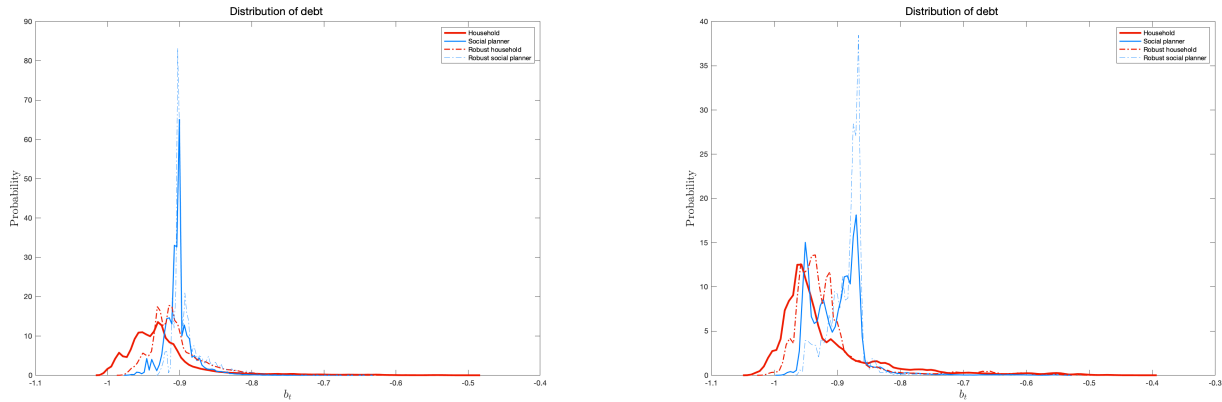 Distribution of debt
90
80
70
60
50
40
30
20
10
0
Probability
Household
Social planner
Robust household
Robust social planner
-1.1
-1
-0.9
-0.8
-0.7
-0.6
-0.5
-0.4
b_t
Distribution of debt
40
35
30
25
20
15
10
5
0
Probability
Household
Social planner
Robust household
Robust social planner
-1.1
-1
-0.9
-0.8
-0.7
-0.6
-0.5
-0.4
-0.3
b_t